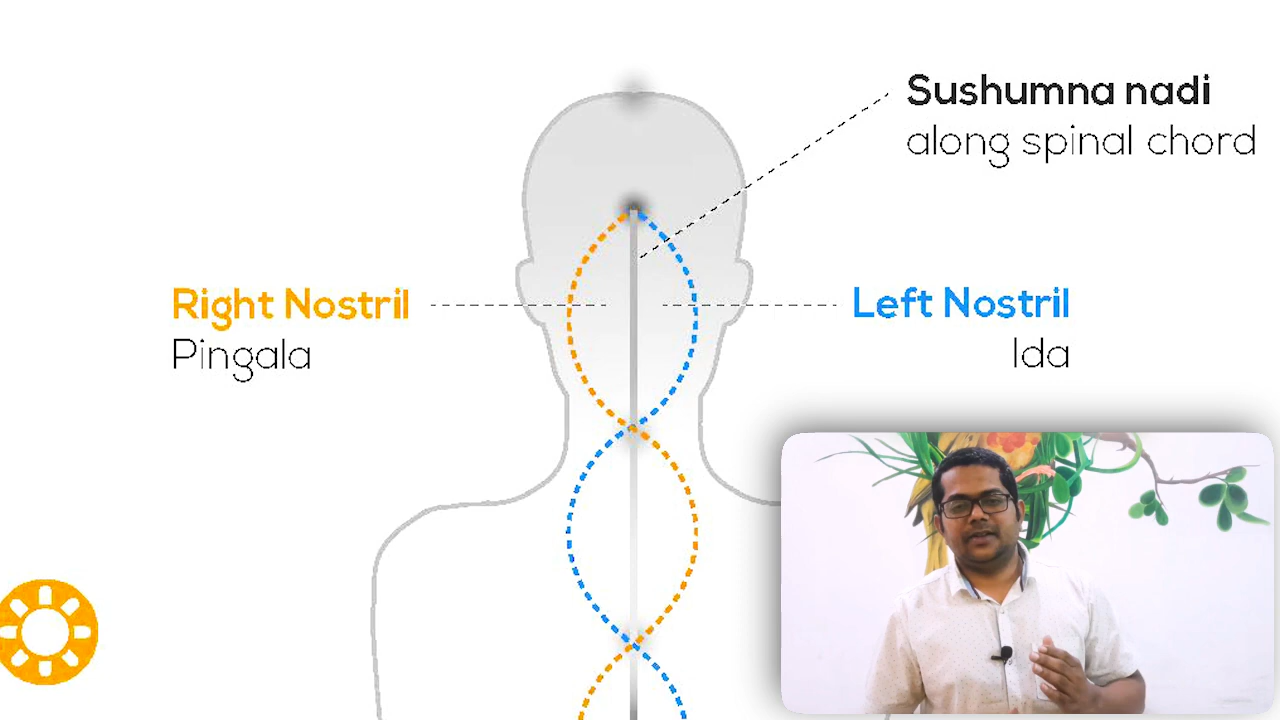 Sushumna nadi
along spinal chord
Right Nostril
Pingala
Left Nostril
Ida